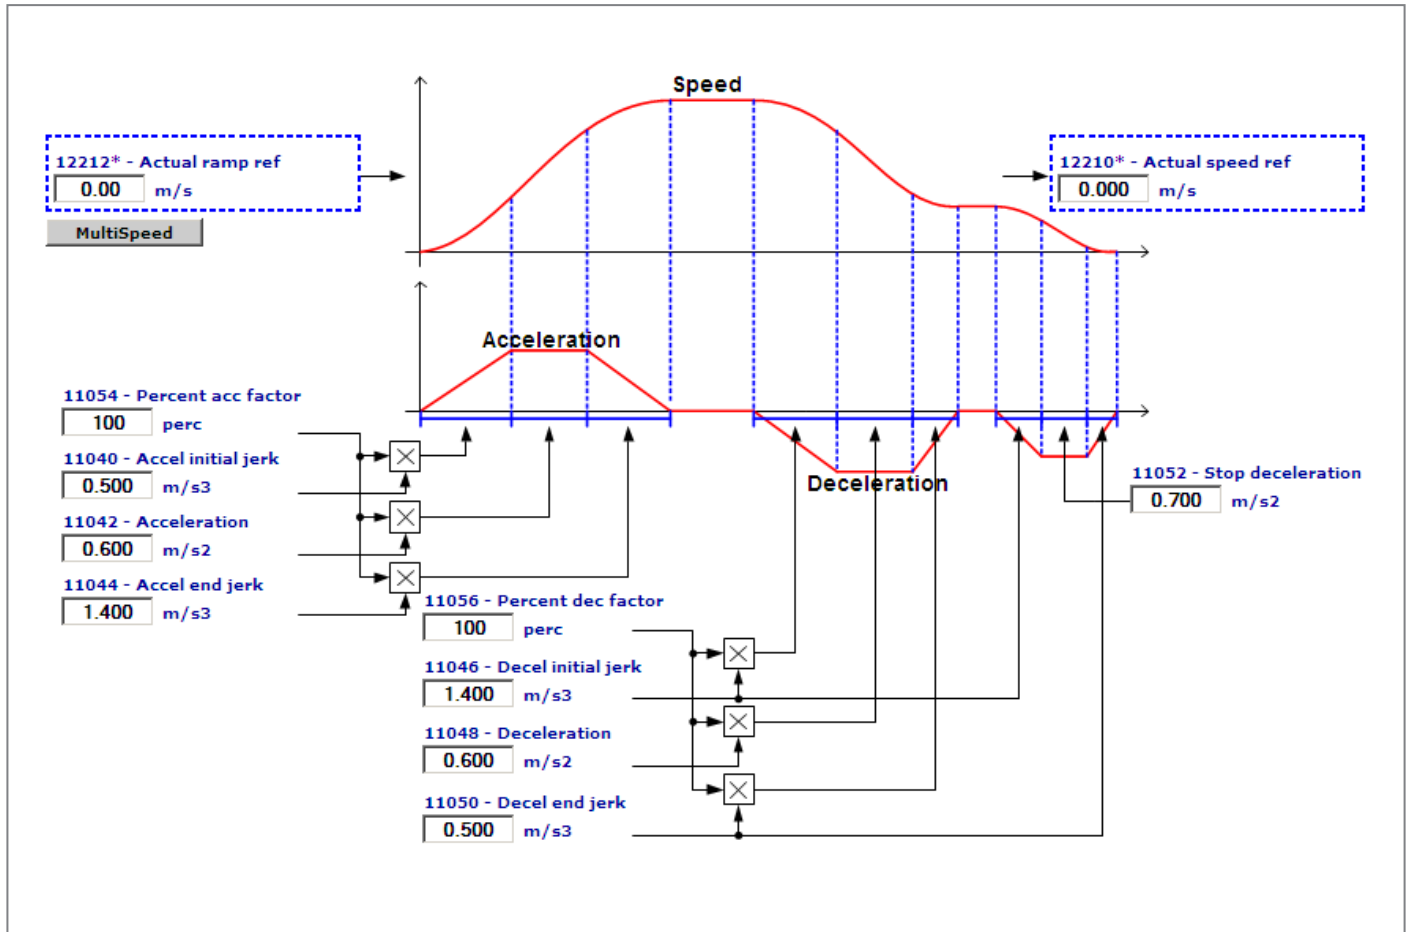 Speed
12212* - Actual ramp ref
0.00 m/s
MultiSpeed
12210* - Actual speed ref
0.000 m/s
Acceleration
11054 - Percent acc factor
100 perc
11040 - Accel initial jerk
0.500 m/s3
11042 - Acceleration
0.600 m/s2
11044 - Accel end jerk
1.400 m/s3
Deceleration
11052 - Stop deceleration
0.700 m/s2
11056 - Percent dec factor
100 perc
11046 - Decel initial jerk
1.400 m/s3
11048 - Deceleration
0.600 m/s2
11050 - Decel end jerk
0.500 m/s3